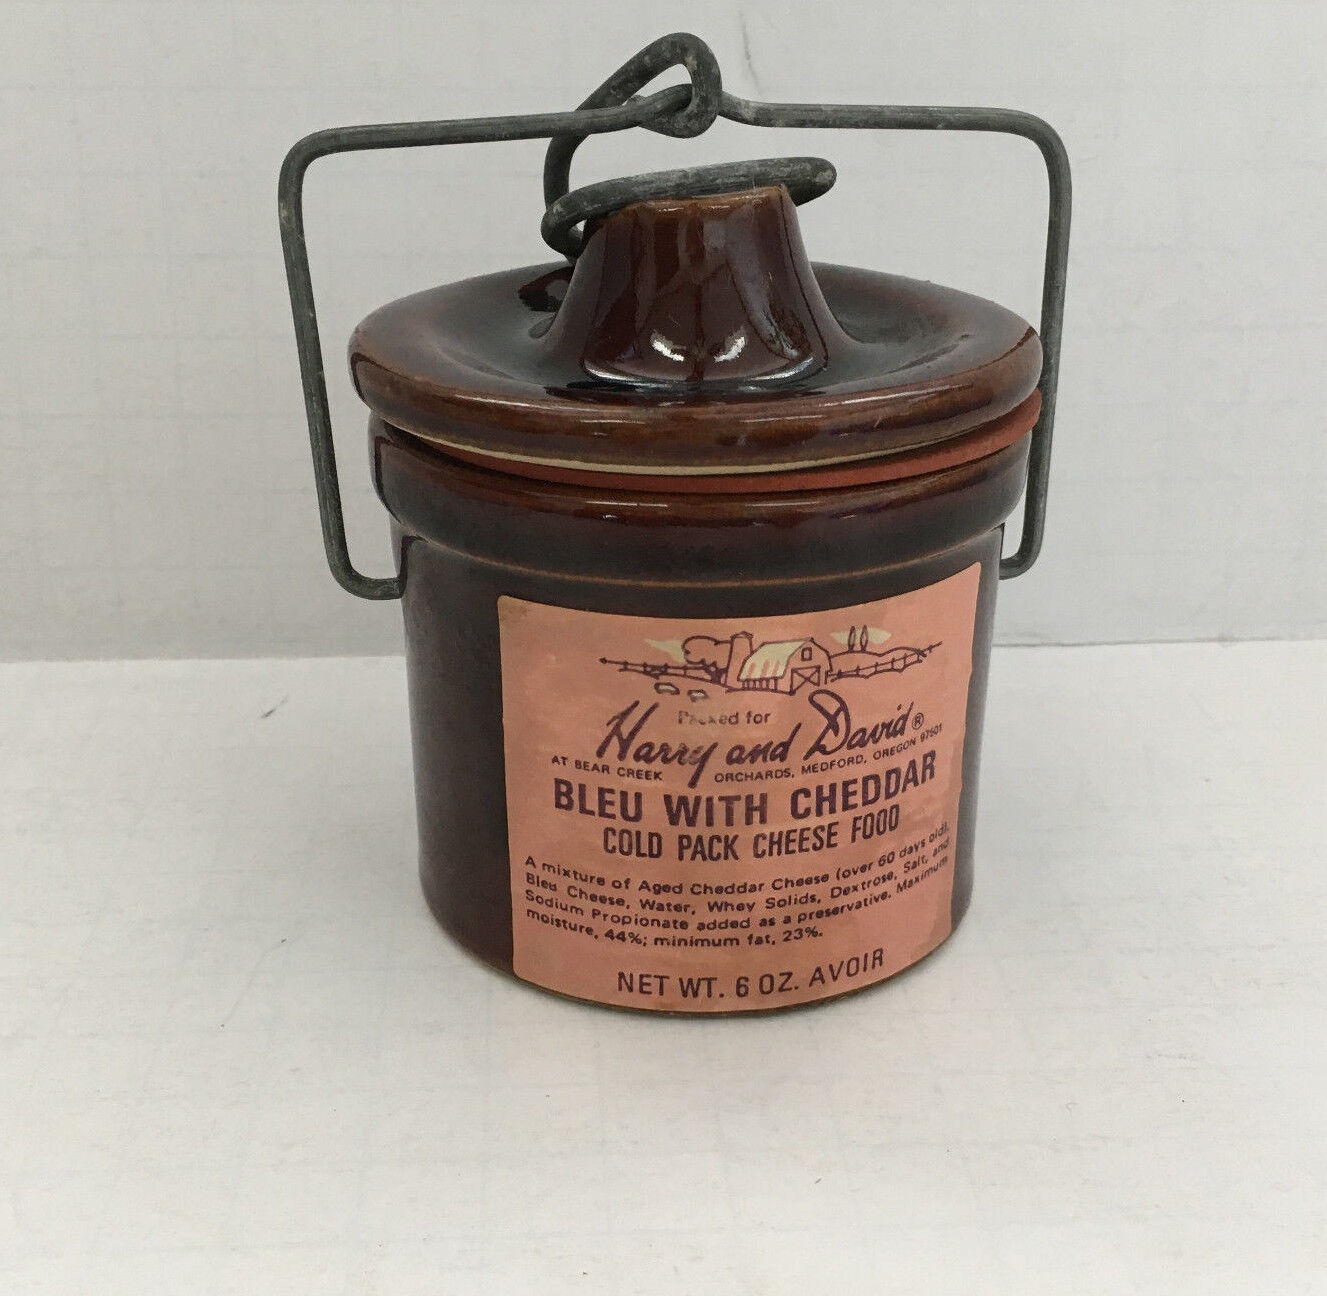 Packed for
Harry and David®
AT BEAR CREEK ORCHARDS, MEDFORD, OREGON 97501
BLEU WITH CHEDDAR
COLD PACK CHEESE FOOD
A mixture of Aged Cheddar Cheese (over 60 days old),
Bleu Cheese, Water, Whey Solids, Dextrose, Salt, and
Sodium Propionate added as a preservative. Maximum
moisture, 44%; minimum fat, 23%.
NET WT. 6 OZ. AVOIR